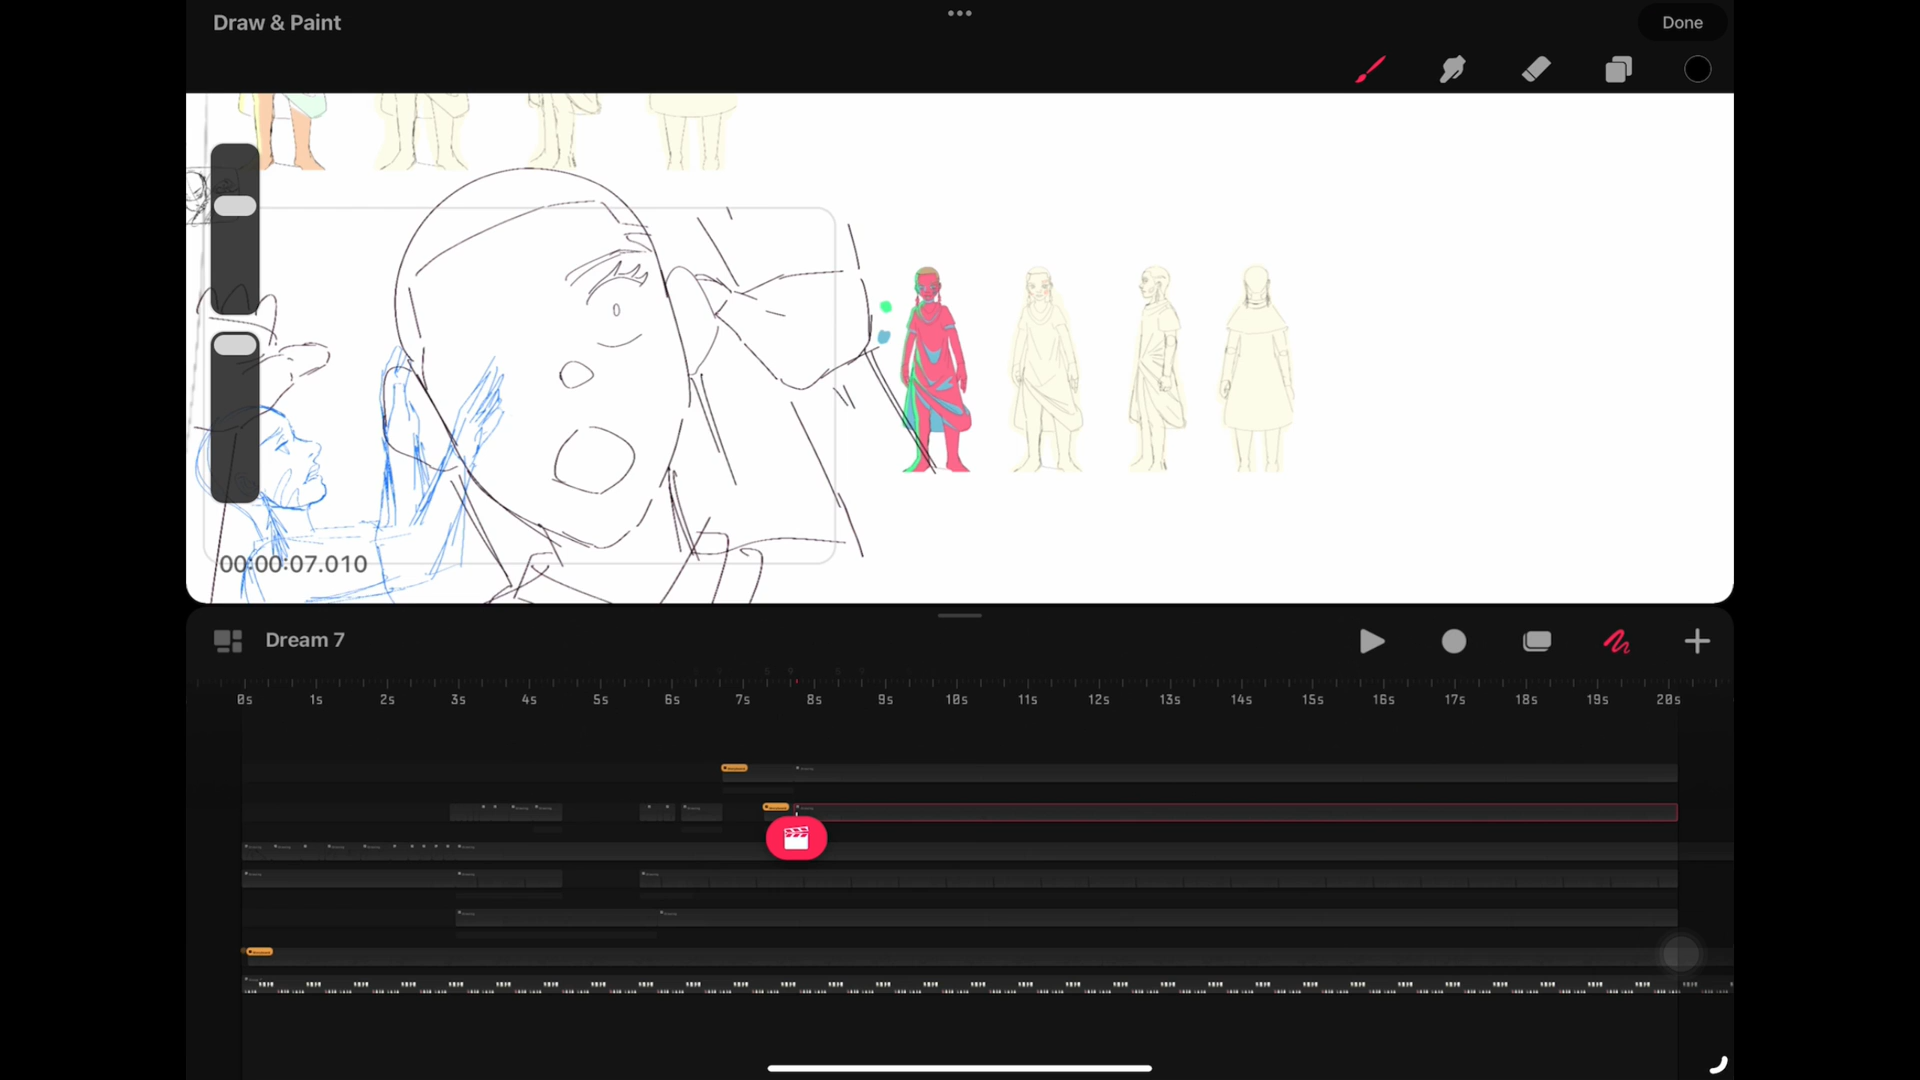 Draw & Paint
Done
00:00:07.010
Dream 7
0s 1s 2s 3s 4s 5s 6s 7s 8s 9s 10s 11s 12s 13s 14s 15s 16s 17s 18s 19s 20s